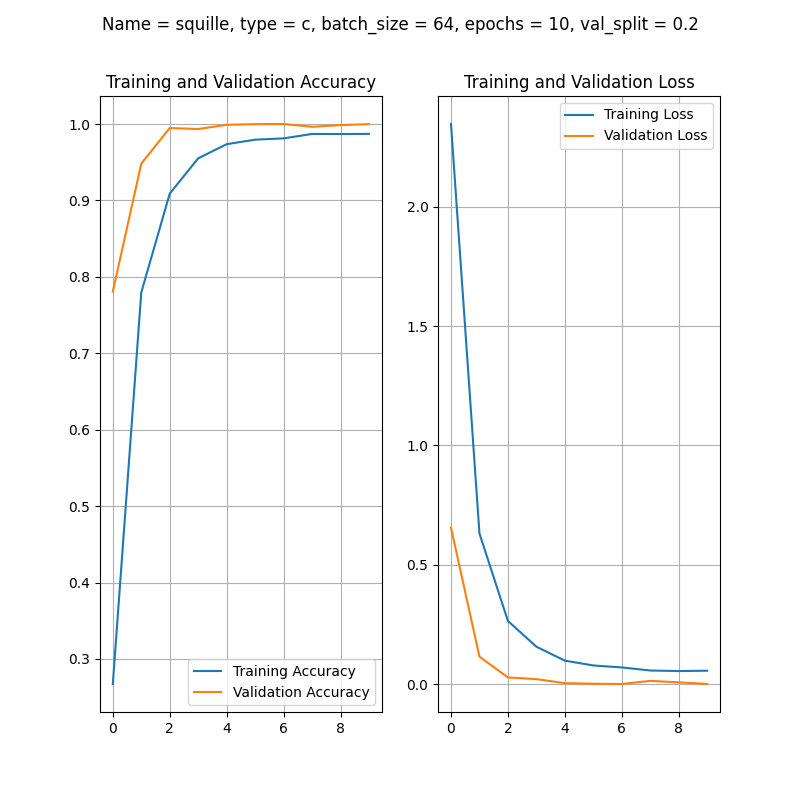 Name = squille, type = c, batch_size = 64, epochs = 10, val_split = 0.2
Training and Validation Accuracy
1.0
0.9
0.8
0.7
0.6
0.5
0.4
0.3
0 2 4 6 8
Training Accuracy
Validation Accuracy
Training and Validation Loss
Training Loss
Validation Loss
2.0
1.5
1.0
0.5
0.0
0 2 4 6 8